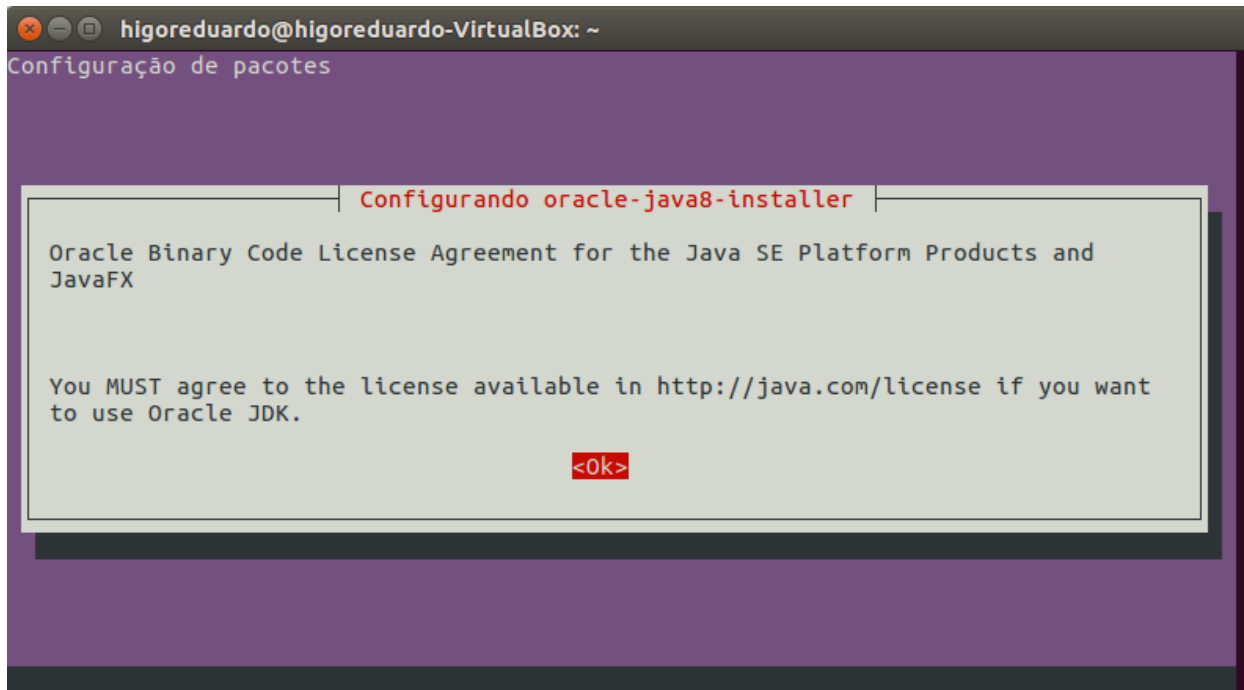 higoreduardo@higoreduardo-VirtualBox: ~
Configuração de pacotes
Configurando oracle-java8-installer
Oracle Binary Code License Agreement for the Java SE Platform Products and
JavaFX
You MUST agree to the license available in http://java.com/license if you want
to use Oracle JDK.
<Ok>